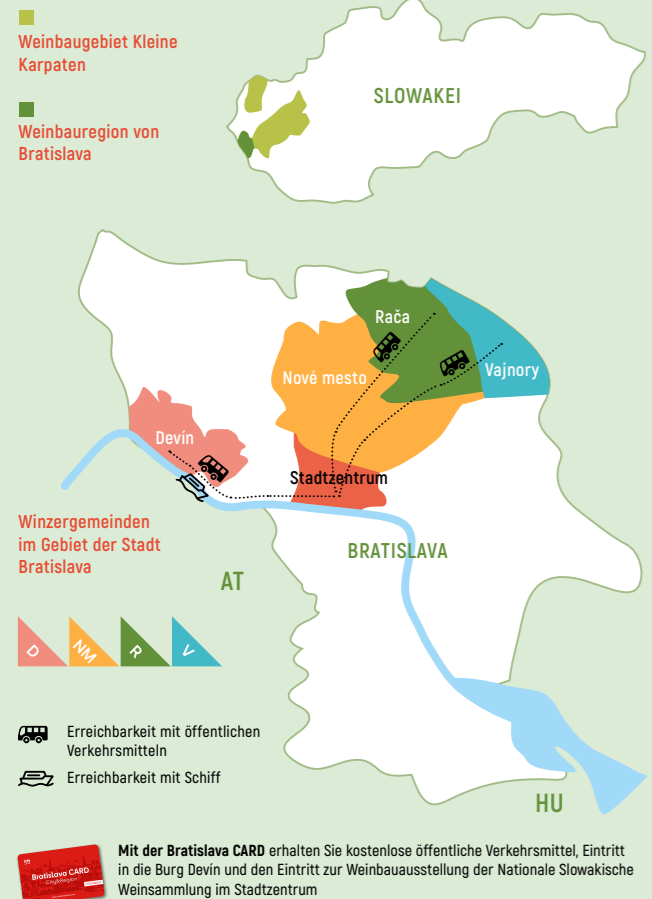 Weinbaugebiet Kleine
Karpaten
Weinbauregion von
Bratislava
SLOWAKEI
Rača
Nové mesto
Vajnory
Devín
Stadtzentrum
Winzergemeinden
im Gebiet der Stadt
Bratislava
BRATISLAVA
AT
D
NM
R
V
Erreichbarkeit mit öffentlichen
Verkehrsmitteln
Erreichbarkeit mit Schiff
HU
Bratislava CARD
City&Region
Mit der Bratislava CARD erhalten Sie kostenlose öffentliche Verkehrsmittel, Eintritt
in die Burg Devín und den Eintritt zur Weinbauausstellung der Nationale Slowakische
Weinsammlung im Stadtzentrum